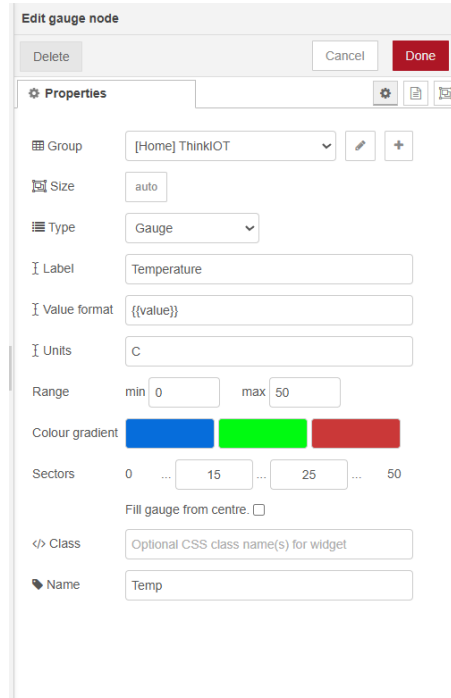 Edit gauge node
Delete Cancel Done
Properties
Group [Home] ThinkIOT
Size auto
Type Gauge
Label Temperature
Value format {{value}}
Units C
Range min 0 max 50
Colour gradient
Sectors 0 ... 15 ... 25 ... 50
Fill gauge from centre.
</> Class Optional CSS class name(s) for widget
Name Temp